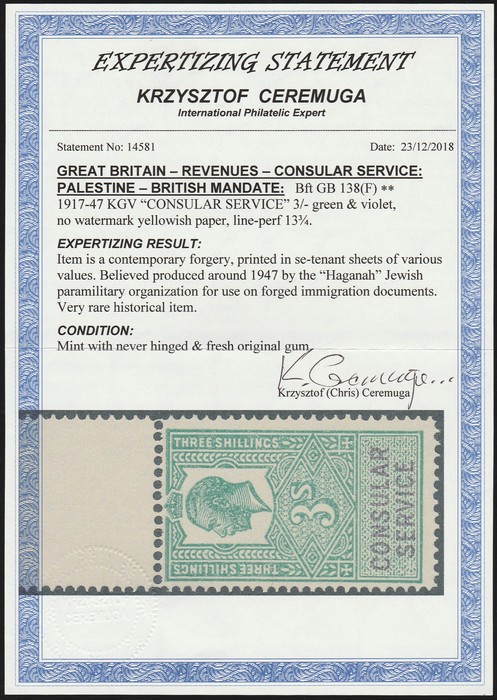 EXPERTIZING STATEMENT
KRZYSZTOF CEREMUGA
International Philatelic Expert
Statement No: 14581 Date: 23/12/2018
GREAT BRITAIN – REVENUES – CONSULAR SERVICE:
PALESTINE – BRITISH MANDATE: Bft GB 138(F) **
1917-47 KGV “CONSULAR SERVICE” 3/- green & violet,
no watermark yellowish paper, line-perf 13¾.
EXPERTIZING RESULT:
Item is a contemporary forgery, printed in se-tenant sheets of various
values. Believed produced around 1947 by the “Haganah” Jewish
paramilitary organization for use on forged immigration documents.
Very rare historical item.
CONDITION:
Mint with never hinged & fresh original gum.
K. Ceremuga...
Krzysztof (Chris) Ceremuga
THREE SHILLINGS
3s
THREE SHILLINGS
CONSULAR
SERVICE